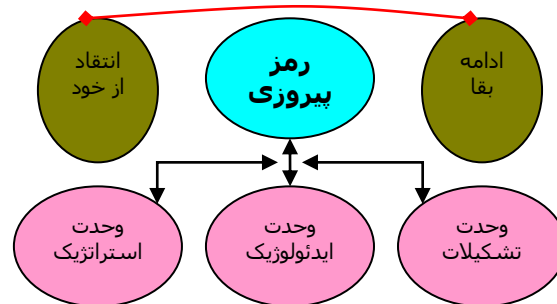 ادامه
بقا
رمز
پیروزی
انتقاد
از خود
وحدت
تشکیلات
وحدت
ایدئولوژیک
وحدت
استراتژیک